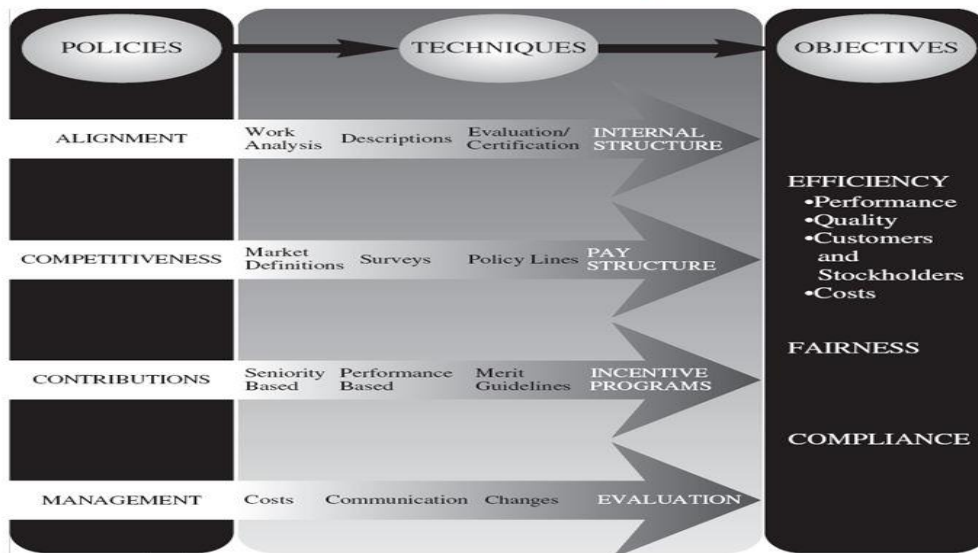 POLICIES
TECHNIQUES
OBJECTIVES
ALIGNMENT
Work
Analysis
Descriptions
Evaluation/
Certification
INTERNAL
STRUCTURE
COMPETITIVENESS
Market
Definitions
Surveys
Policy Lines
PAY
STRUCTURE
CONTRIBUTIONS
Seniority
Based
Performance
Based
Merit
Guidelines
INCENTIVE
PROGRAMS
MANAGEMENT
Costs
Communication
Changes
EVALUATION
EFFICIENCY
•Performance
•Quality
•Customers
and
Stockholders
•Costs
FAIRNESS
COMPLIANCE